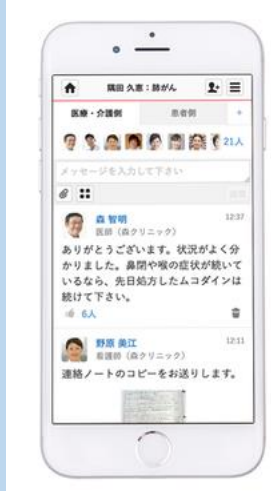 隅田 久恵：肺がん
医療・介護側 患者側 +
21人
メッセージを入力して下さい
12:37
森 智明
医師（森クリニック）
ありがとうございます。状況がよく分
かりました。鼻閉や喉の症状が続いて
いるなら、先日処方したムコダインは
続けて下さい。
6人
12:11
野原 美江
看護師（森クリニック）
連絡ノートのコピーをお送りします。